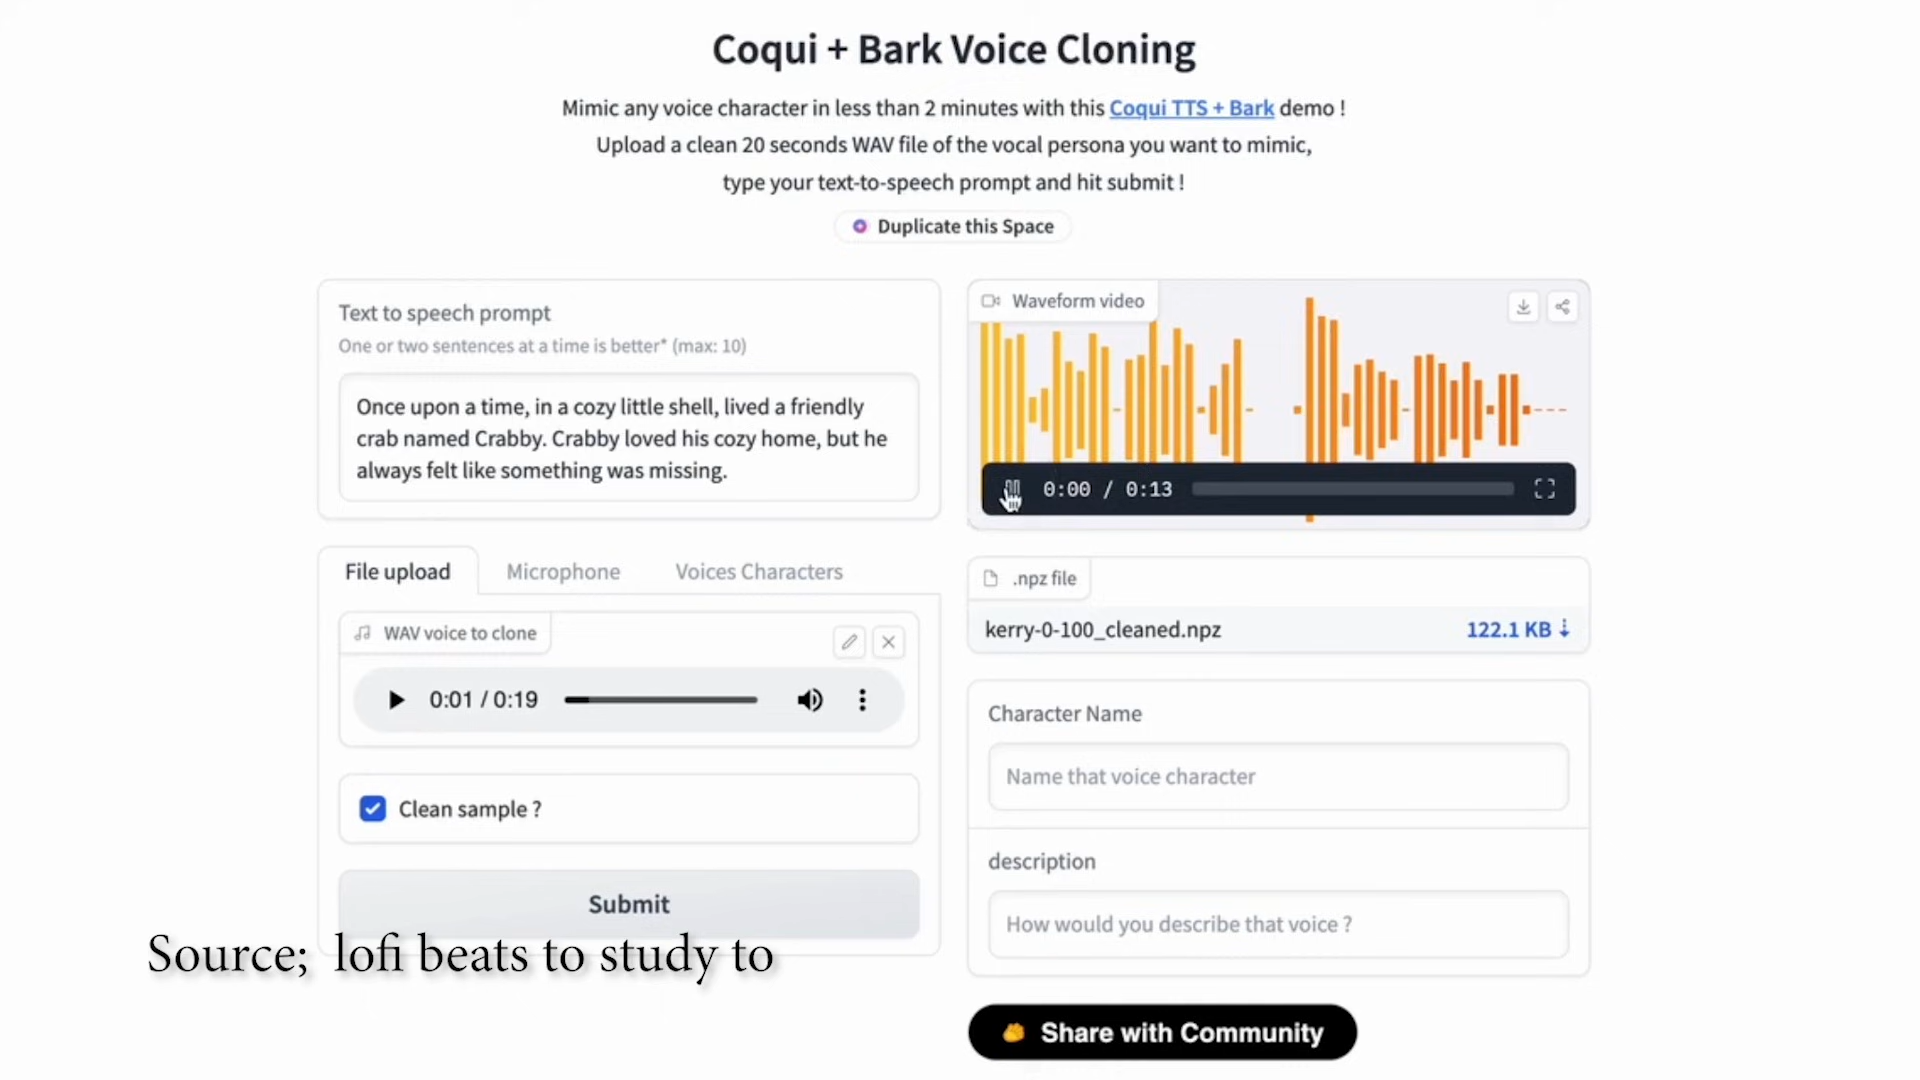 Coqui + Bark Voice Cloning
Mimic any voice character in less than 2 minutes with this Coqui TTS + Bark demo !
Upload a clean 20 seconds WAV file of the vocal persona you want to mimic,
type your text-to-speech prompt and hit submit !
Duplicate this Space
Text to speech prompt
One or two sentences at a time is better* (max: 10)
Once upon a time, in a cozy little shell, lived a friendly
crab named Crabby. Crabby loved his cozy home, but he
always felt like something was missing.
File upload Microphone Voices Characters
WAV voice to clone
0:01 / 0:19
Clean sample ?
Submit
Source; lofi beats to study to
Waveform video
0:00 / 0:13
.npz file
kerry-0-100_cleaned.npz 122.1 KB ⇣
Character Name
Name that voice character
description
How would you describe that voice ?
Share with Community